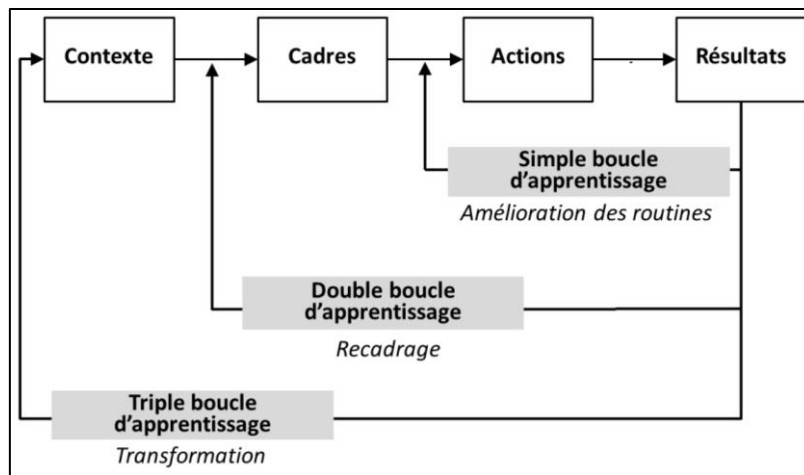 Contexte
Cadres
Actions
Résultats
Simple boucle
d’apprentissage
Amélioration des routines
Double boucle
d’apprentissage
Recadrage
Triple boucle
d’apprentissage
Transformation